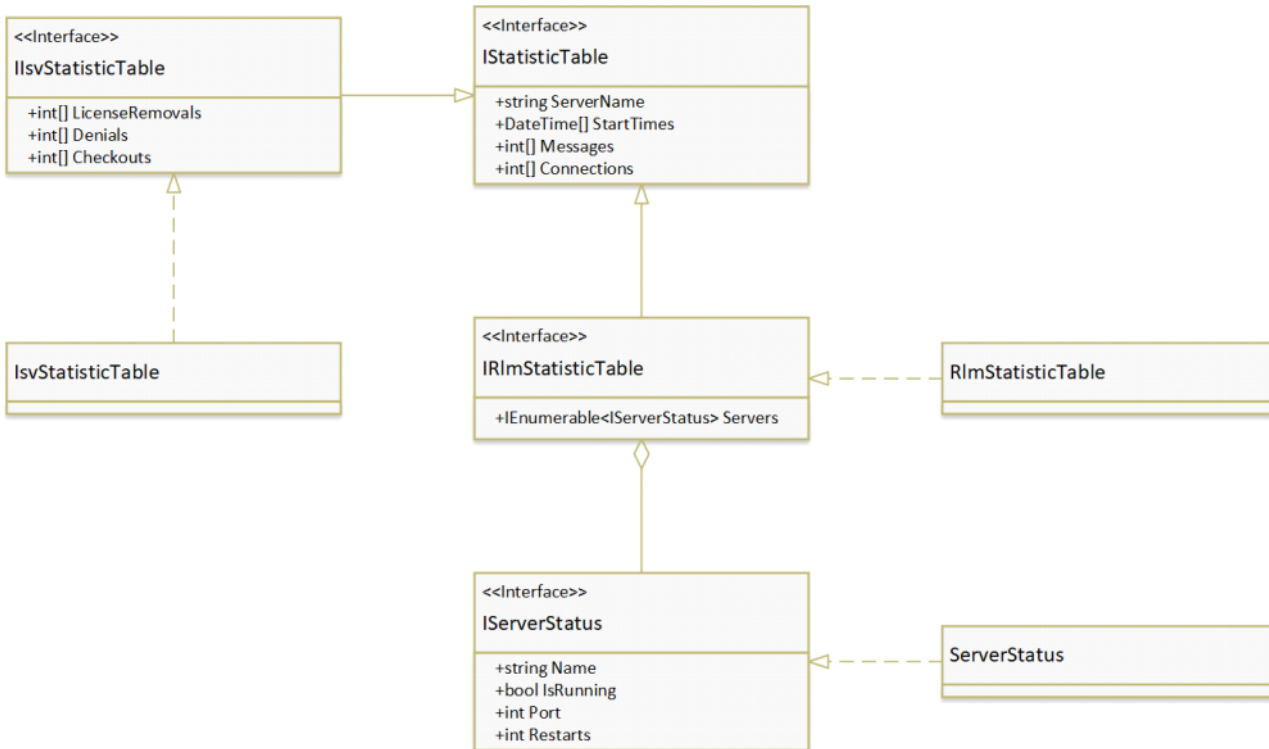 <<Interface>>
IIsvStatisticTable
+int[] LicenseRemovals
+int[] Denials
+int[] Checkouts
<<Interface>>
IStatisticTable
+string ServerName
+DateTime[] StartTimes
+int[] Messages
+int[] Connections
IsvStatisticTable
<<Interface>>
IRlmStatisticTable
+IEnumerable<IServerStatus> Servers
RlmStatisticTable
<<Interface>>
IServerStatus
+string Name
+bool IsRunning
+int Port
+int Restarts
ServerStatus